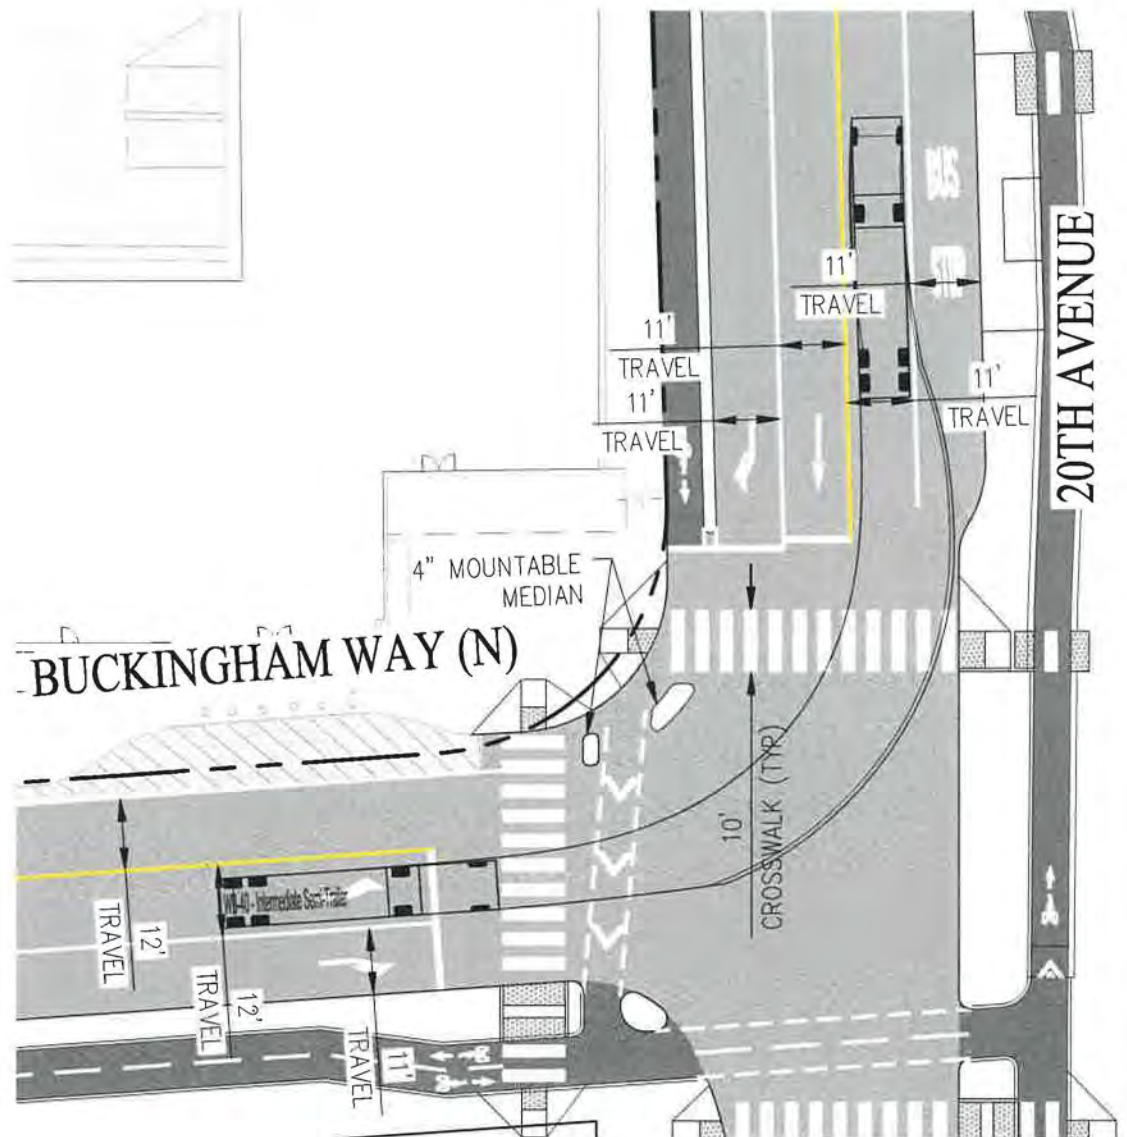 BUS
11'
TRAVEL
11'
TRAVEL
11'
TRAVEL
11'
TRAVEL
20TH AVENUE
4" MOUNTABLE
MEDIAN
BUCKINGHAM WAY (N)
10'
CROSSWALK (TYP)
WB-40 - Intermediate Semi-Trailer
12'
TRAVEL
12'
TRAVEL
11'
TRAVEL